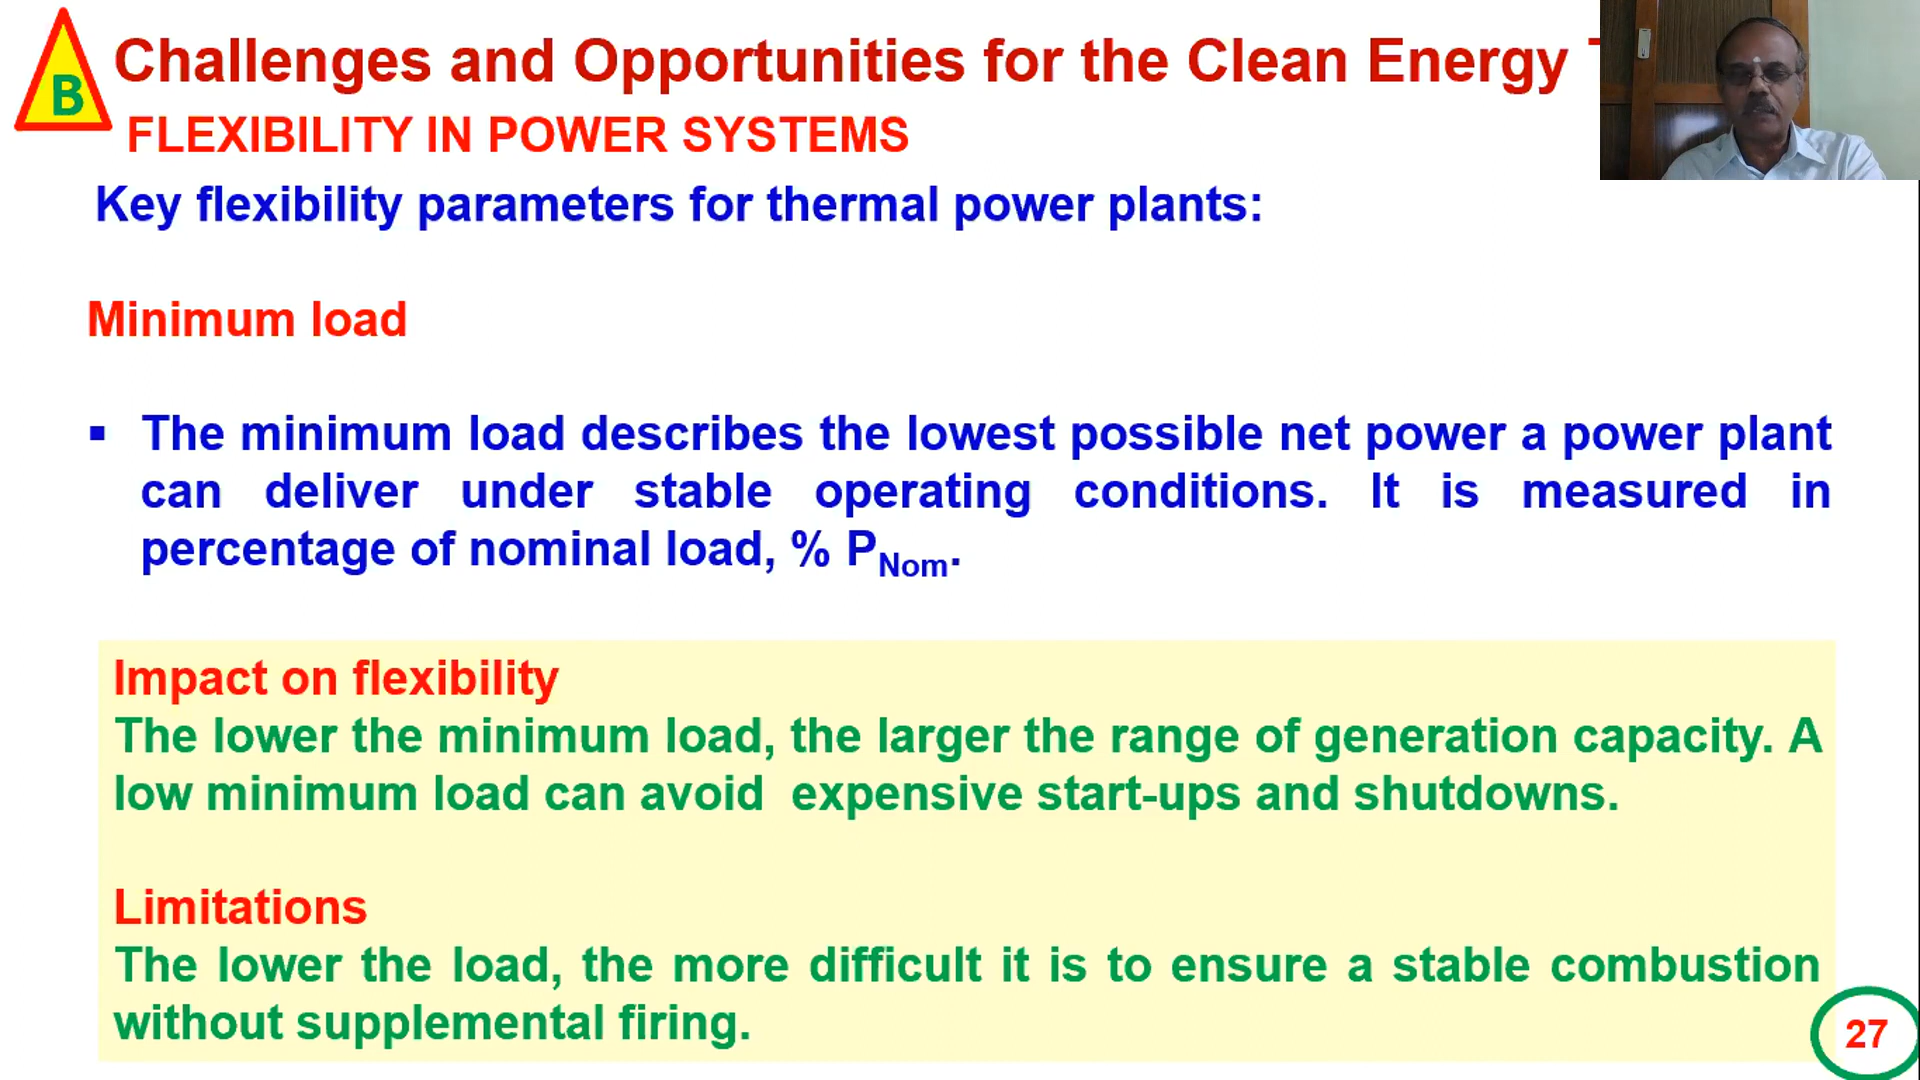 B
Challenges and Opportunities for the Clean Energy
FLEXIBILITY IN POWER SYSTEMS
Key flexibility parameters for thermal power plants:
Minimum load
▪ The minimum load describes the lowest possible net power a power plant
can deliver under stable operating conditions. It is measured in
percentage of nominal load, % PNom.
Impact on flexibility
The lower the minimum load, the larger the range of generation capacity. A
low minimum load can avoid expensive start-ups and shutdowns.
Limitations
The lower the load, the more difficult it is to ensure a stable combustion
without supplemental firing.
27